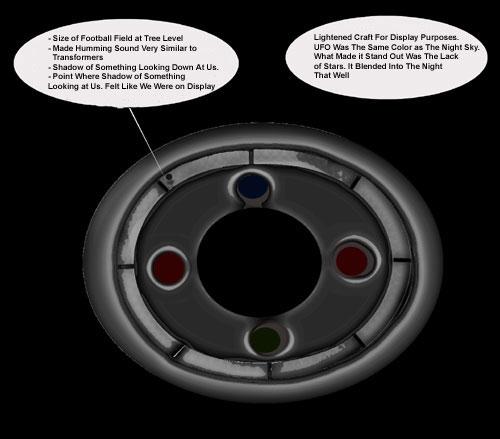 - Size of Football Field at Tree Level
- Made Humming Sound Very Similar to
Transformers
- Shadow of Something Looking Down At Us.
- Point Where Shadow of Something
Looking at Us. Felt Like We Were on Display
Lightened Craft For Display Purposes.
UFO Was The Same Color as The Night Sky.
What Made it Stand Out Was The Lack
of Stars. It Blended Into The Night
That Well